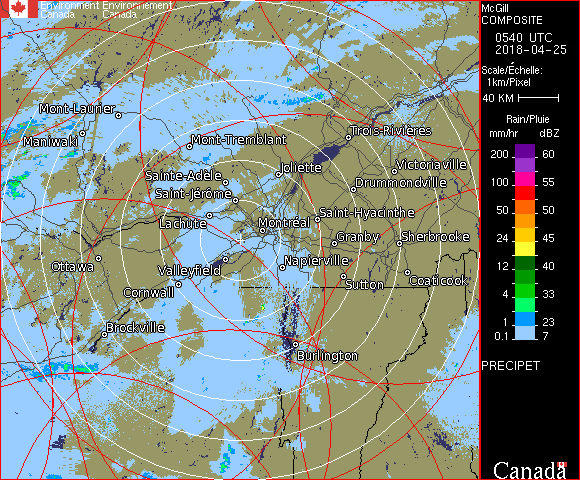 Environment Environnement
Canada Canada
McGill
COMPOSITE
0540 UTC
2018-04-25
Scale/Échelle:
1km/Pixel
40 KM
Rain/Pluie
mm/hr dBZ
200 60
100 55
50 50
24 45
12 40
4 33
1 23
0.1 7
PRECIPET
Canada
Mont-Laurier
Maniwaki
Mont-Tremblant
Trois-Rivières
Sainte-Adèle
Joliette
Victoriaville
Drummondville
Saint-Jérôme
Lachute
Montréal
Saint-Hyacinthe
Granby
Sherbrooke
Ottawa
Valleyfield
Napierville
Cornwall
Sutton
Coaticook
Brockville
Burlington